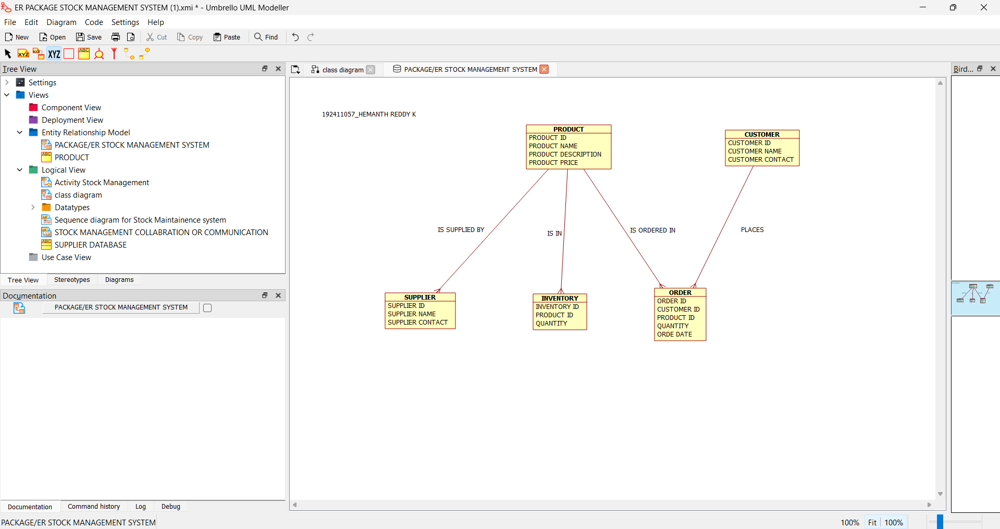 ER PACKAGE STOCK MANAGEMENT SYSTEM (1).xmi * - Umbrello UML Modeller
File Edit Diagram Code Settings Help
New Open Save Cut Copy Paste Find
XYZ XYZ XYZ ABC
Tree View
class diagram
PACKAGE/ER STOCK MANAGEMENT SYSTEM
Bird...
Settings
Views
Component View
Deployment View
Entity Relationship Model
PACKAGE/ER STOCK MANAGEMENT SYSTEM
ABC PRODUCT
Logical View
Activity Stock Management
class diagram
Datatypes
Sequence diagram for Stock Maintainence system
STOCK MANAGEMENT COLLABRATION OR COMMUNICATION
ABC SUPPLIER DATABASE
Use Case View
Tree View Stereotypes Diagrams
Documentation
PACKAGE/ER STOCK MANAGEMENT SYSTEM
Documentation Command history Log Debug
192411057_HEMANTH REDDY K
PRODUCT
PRODUCT ID
PRODUCT NAME
PRODUCT DESCRIPTION
PRODUCT PRICE
CUSTOMER
CUSTOMER ID
CUSTOMER NAME
CUSTOMER CONTACT
IS SUPPLIED BY
IS IN
IS ORDERED IN
PLACES
SUPPLIER
SUPPLIER ID
SUPPLIER NAME
SUPPLIER CONTACT
INVENTORY
INVENTORY ID
PRODUCT ID
QUANTITY
ORDER
ORDER ID
CUSTOMER ID
PRODUCT ID
QUANTITY
ORDE DATE
PACKAGE/ER STOCK MANAGEMENT SYSTEM
100% Fit 100%